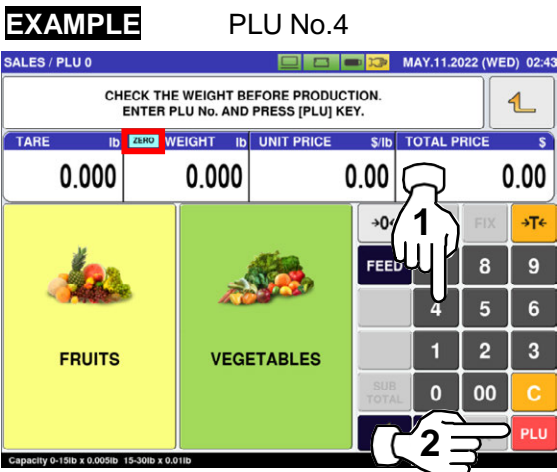 EXAMPLE PLU No.4
SALES / PLU 0 MAY.11.2022 (WED) 02:43
CHECK THE WEIGHT BEFORE PRODUCTION.
ENTER PLU No. AND PRESS [PLU] KEY.
TARE lb ZERO WEIGHT lb UNIT PRICE $/lb TOTAL PRICE $
0.000 0.000 0.00 0.00
→0← 1 FIX →T←
FEED 8 9
4 5 6
FRUITS VEGETABLES 1 2 3
SUB TOTAL 0 00 C
2 PLU
Capacity 0-15lb x 0.005lb 15-30lb x 0.01lb